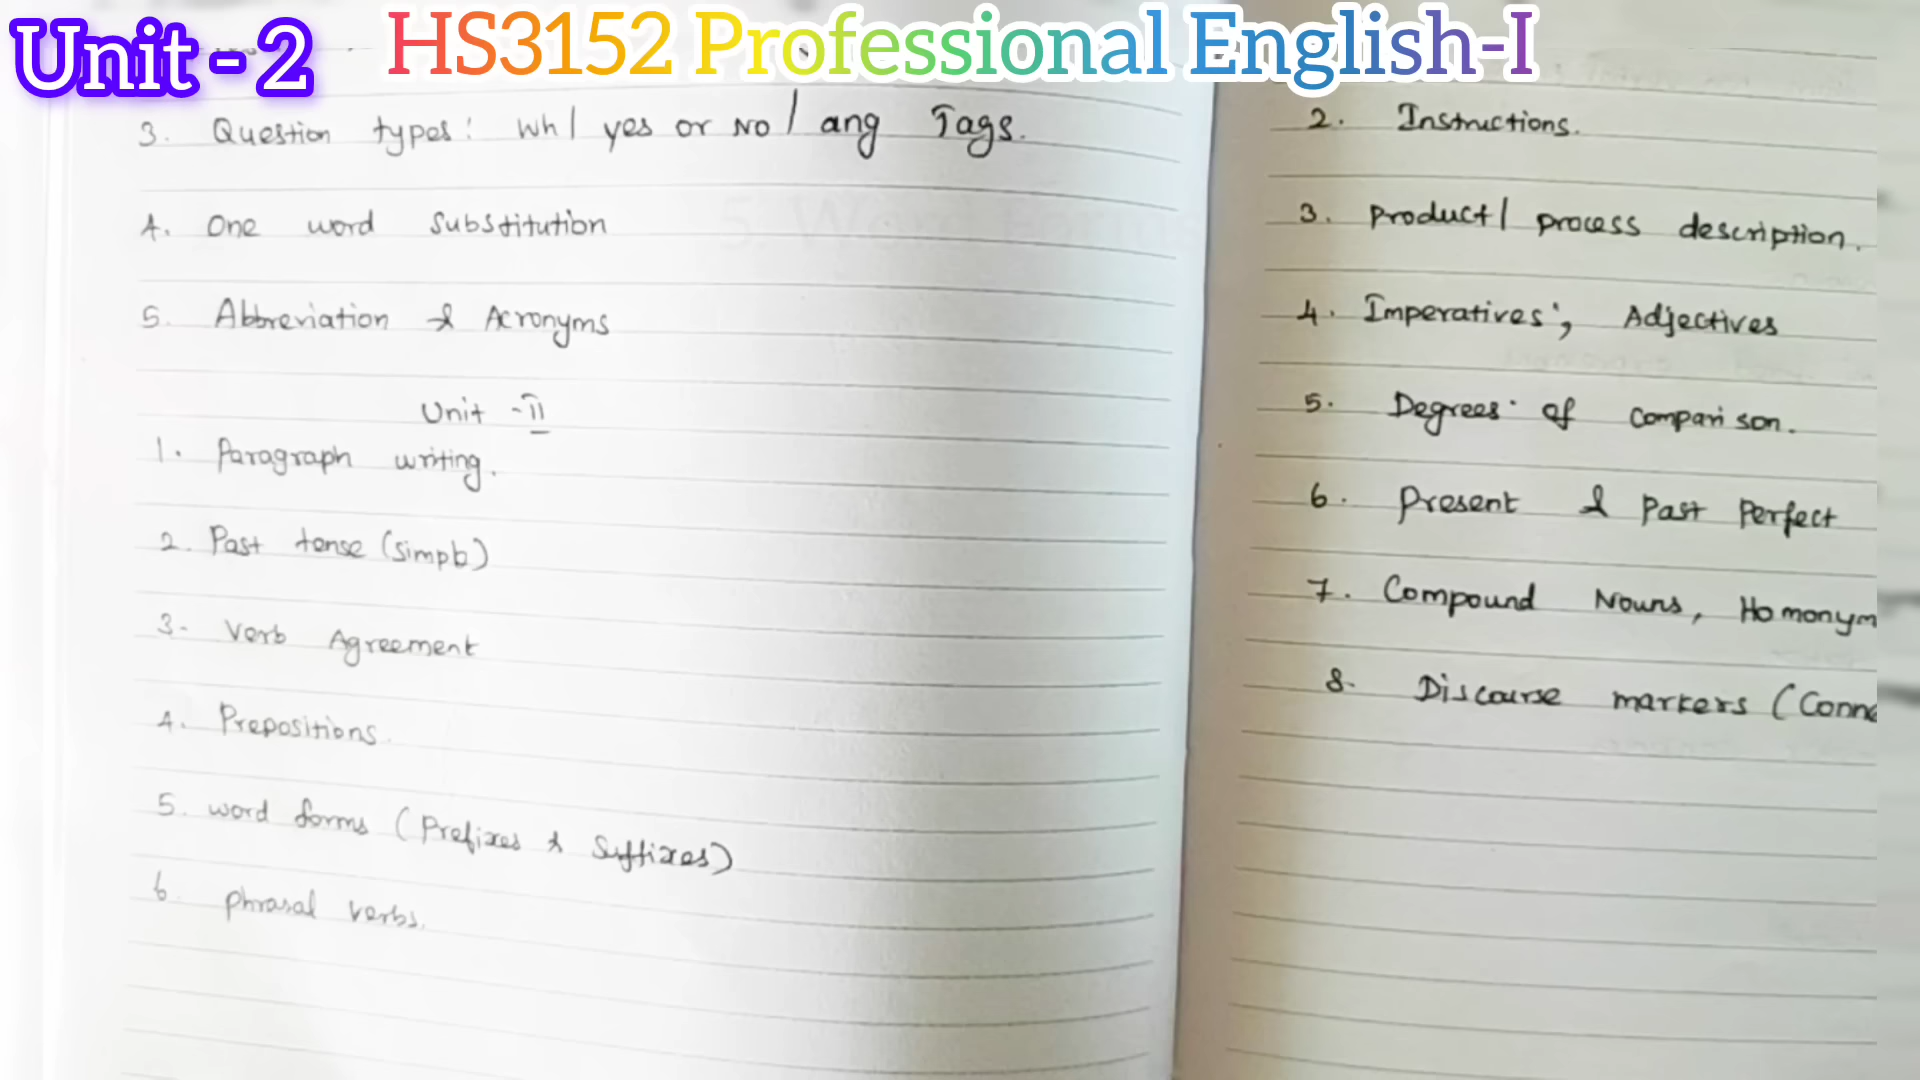 Unit - 2
HS3152 Professional English-I
3. Question types: Wh / yes or No / ang Tags.
4. One word Substitution
5. Abbreviation & Acronyms
Unit - II
1. Paragraph writing.
2. Past tense (simple)
3. Verb Agreement
4. Prepositions.
5. word forms (Prefixes & Suffixes)
6. phrasal verbs.
2. Instructions.
3. product / process description.
4. Imperatives, Adjectives
5. Degrees of comparison.
6. Present & Past Perfect
7. Compound Nouns, Homonym
8. Discourse markers (Conne